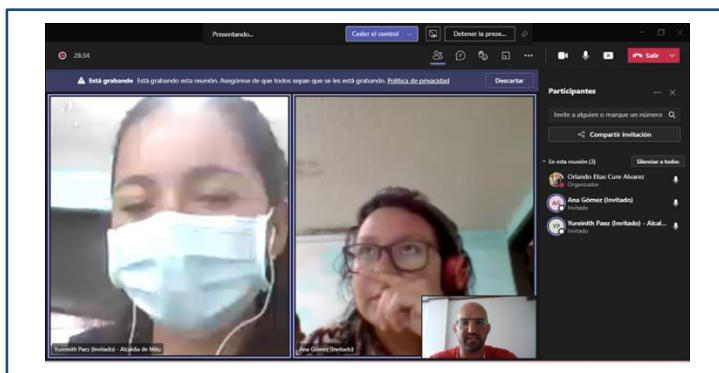 Presentando...
Ceder el control
Detener la prese...
28:34
Salir
Está grabando Está grabando esta reunión. Asegúrese de que todos sepan que se les está grabando. Política de privacidad
Descartar
Participantes
Invite a alguien o marque un número
Compartir invitación
En esta reunión (3)
Silenciar a todos
Orlando Elias Cure Alvarez
Organizador
AG
Ana Gómez (Invitado)
Invitado
YP
Yureinith Paez (Invitado) - Alcal...
Invitado
Yureinith Paez (Invitado) - Alcaldia de Mitu
Ana Gómez (Invitado)